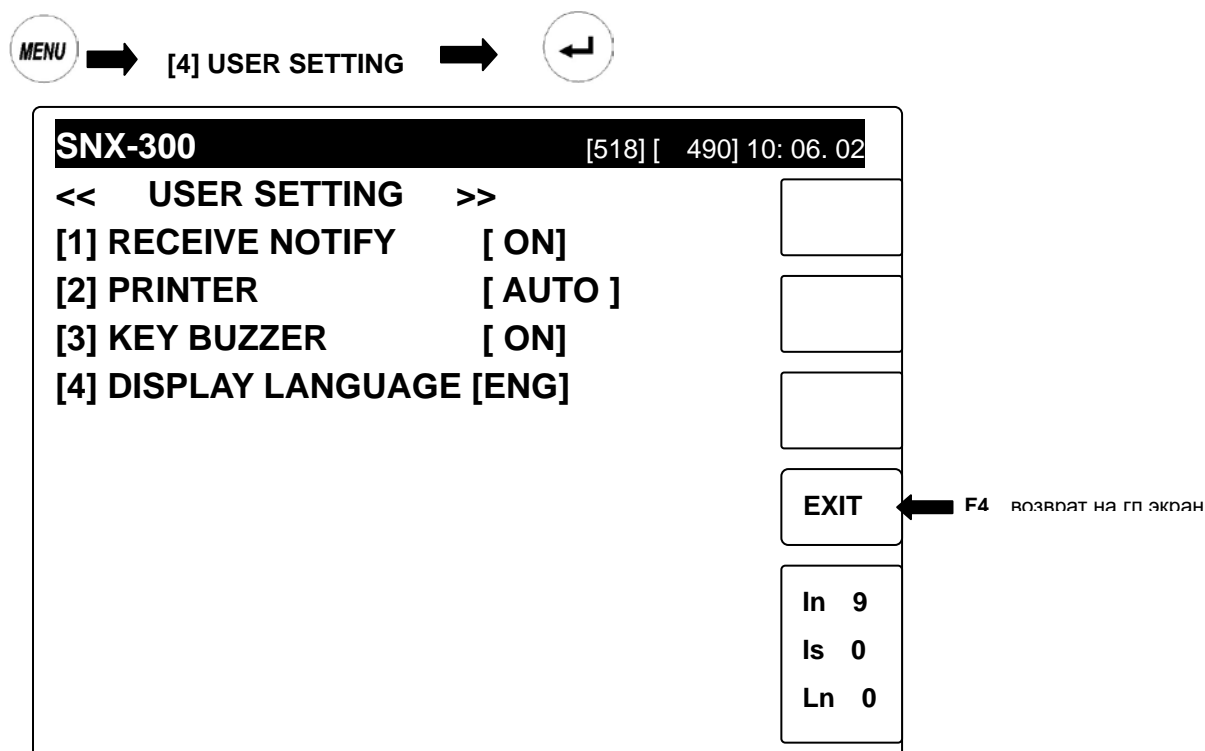 MENU [4] USER SETTING
SNX-300 [518] [ 490] 10: 06. 02
<< USER SETTING >>
[1] RECEIVE NOTIFY [ ON]
[2] PRINTER [ AUTO ]
[3] KEY BUZZER [ ON]
[4] DISPLAY LANGUAGE [ENG]
EXIT F4 возврат на гл экран
In 9
Is 0
Ln 0